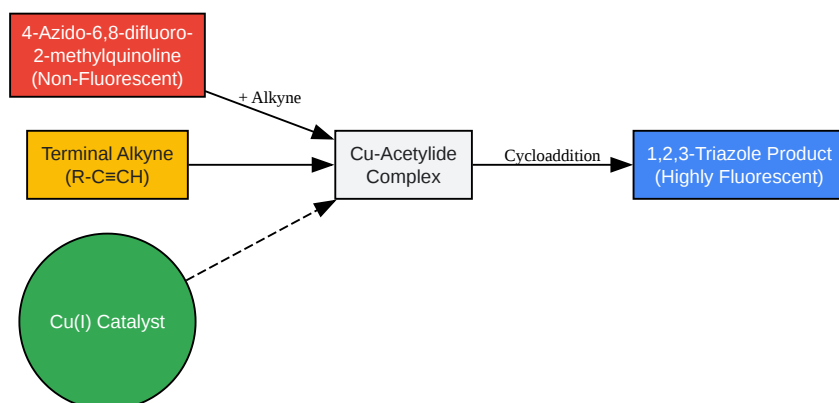 4-Azido-6,8-difluoro-
2-methylquinoline
(Non-Fluorescent)
+ Alkyne
Terminal Alkyne
(R-C≡CH)
Cu-Acetylide
Complex
Cycloaddition
1,2,3-Triazole Product
(Highly Fluorescent)
Cu(I) Catalyst